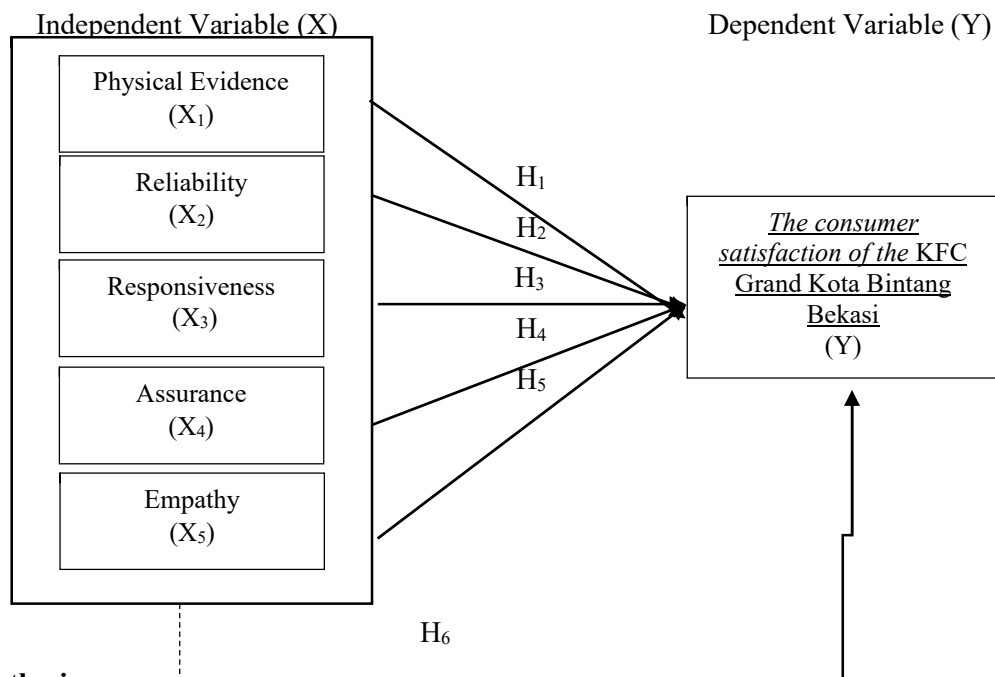 Independent Variable (X)
Dependent Variable (Y)
Physical Evidence
(X₁)
Reliability
(X₂)
Responsiveness
(X₃)
Assurance
(X₄)
Empathy
(X₅)
H₁
H₂
H₃
H₄
H₅
The consumer
satisfaction of the KFC
Grand Kota Bintang
Bekasi
(Y)
H₆